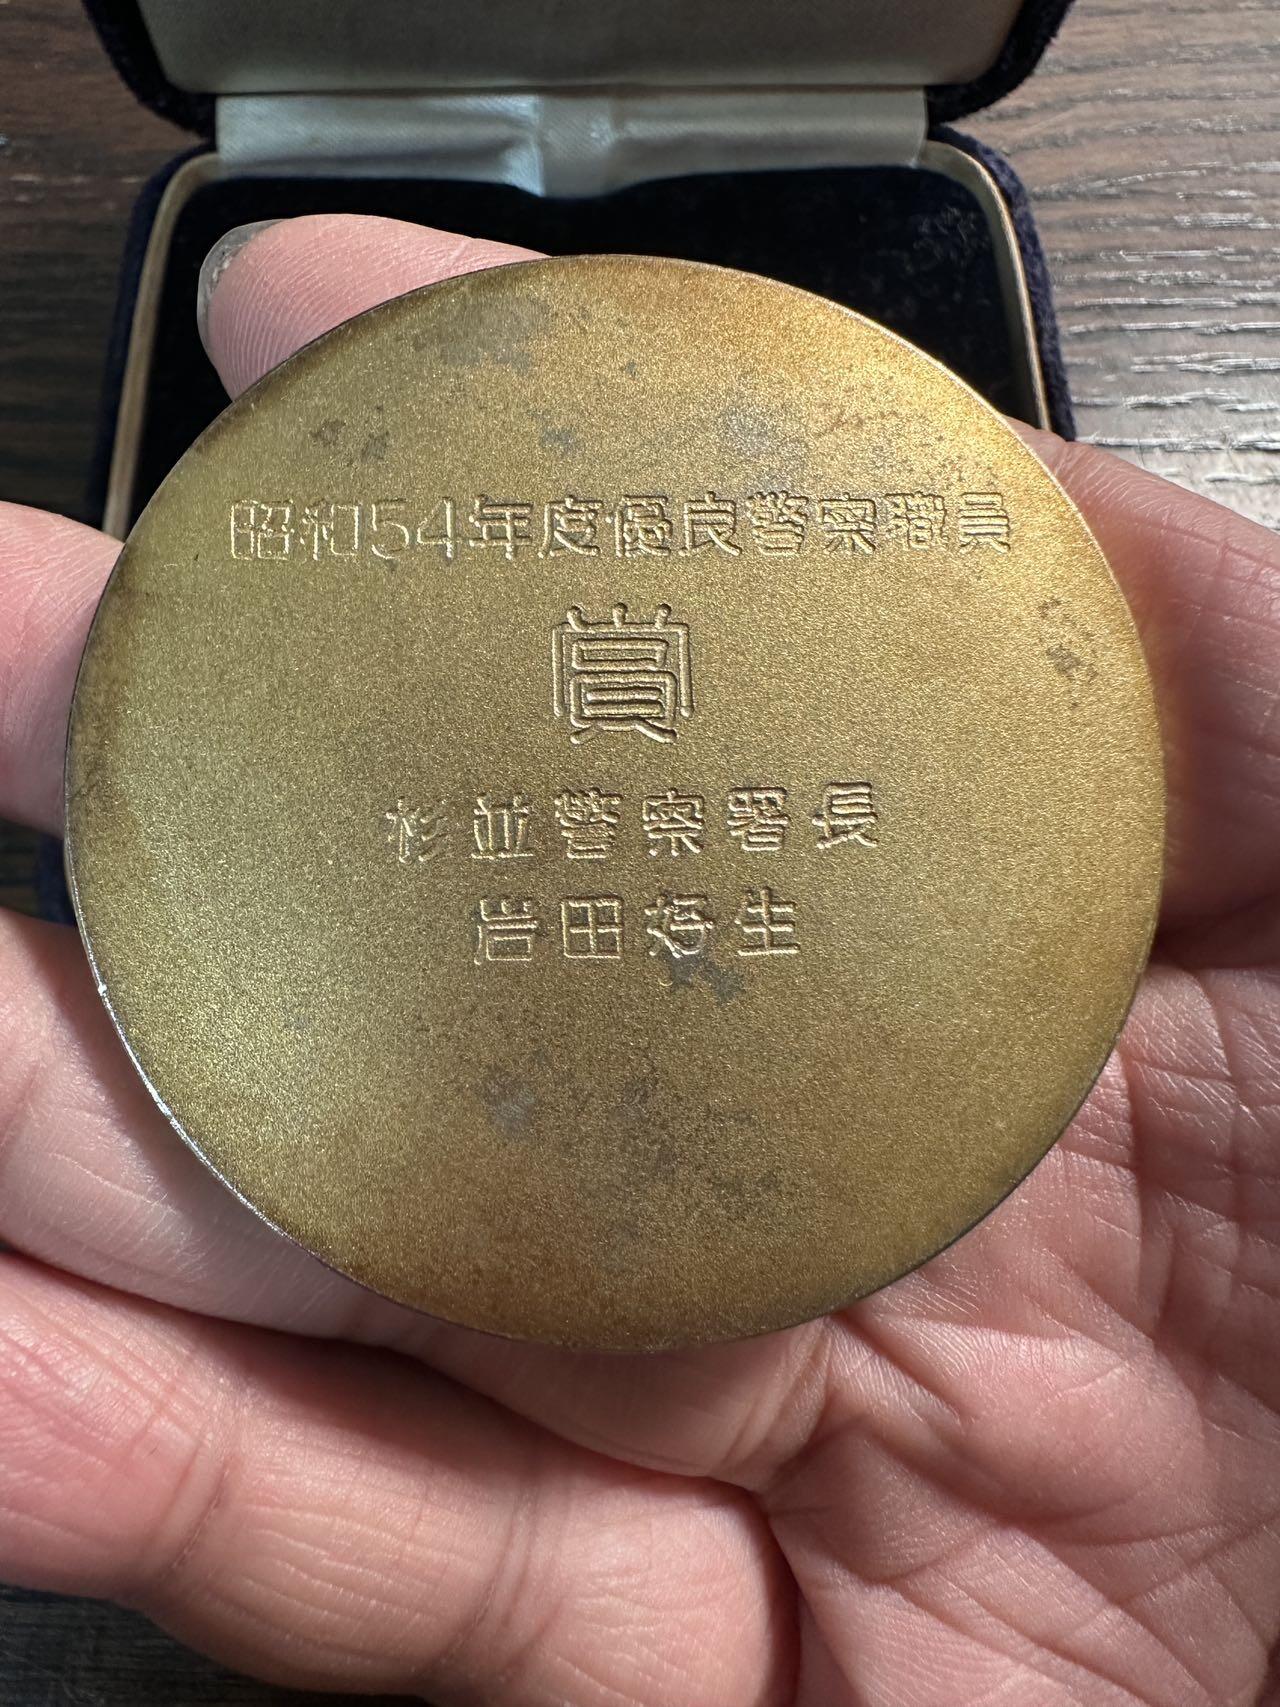 昭和54年度優良警察職員
賞
杉並警察署長
岩田 生